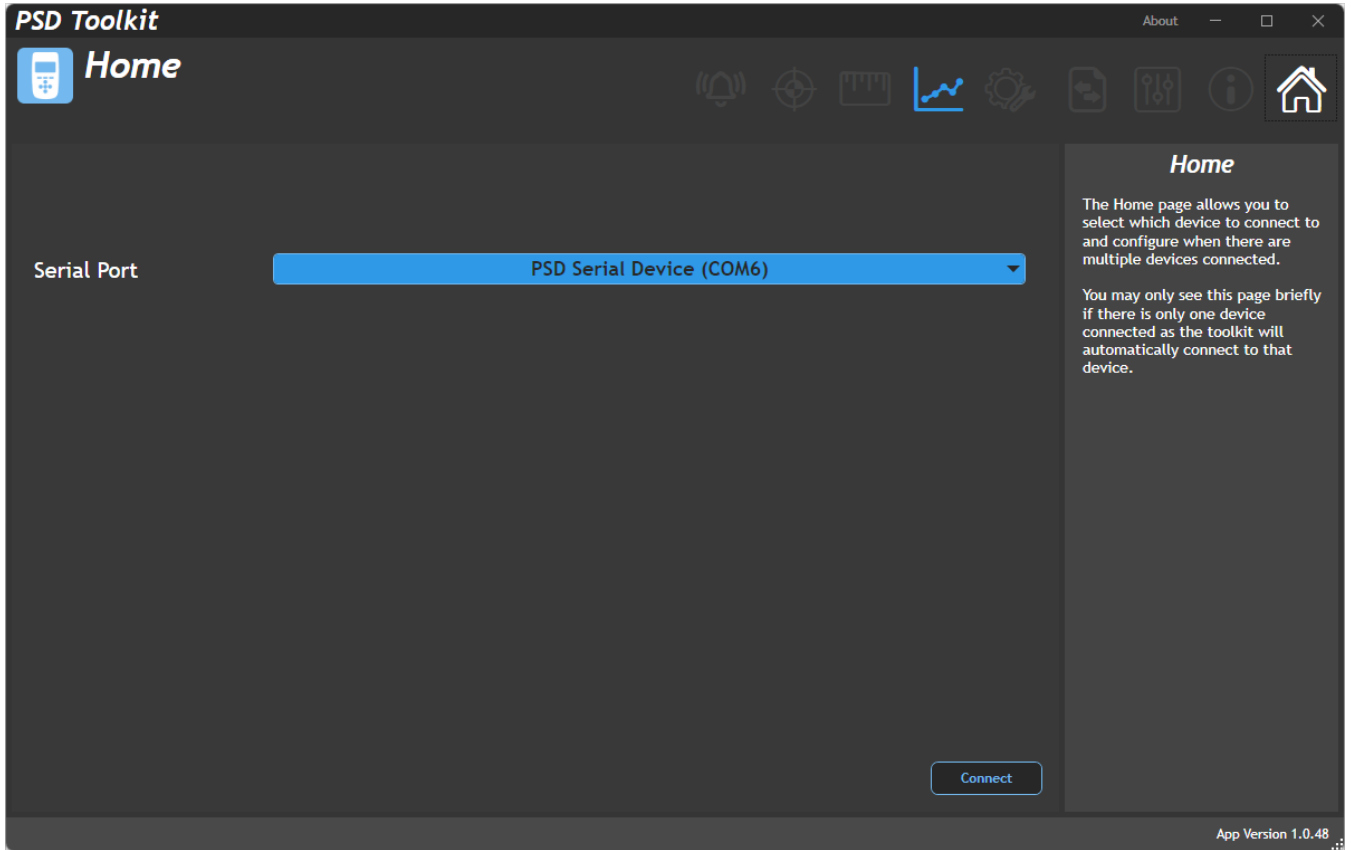 PSD Toolkit
About
Home
Serial Port
PSD Serial Device (COM6)
Connect
Home
The Home page allows you to
select which device to connect to
and configure when there are
multiple devices connected.
You may only see this page briefly
if there is only one device
connected as the toolkit will
automatically connect to that
device.
App Version 1.0.48